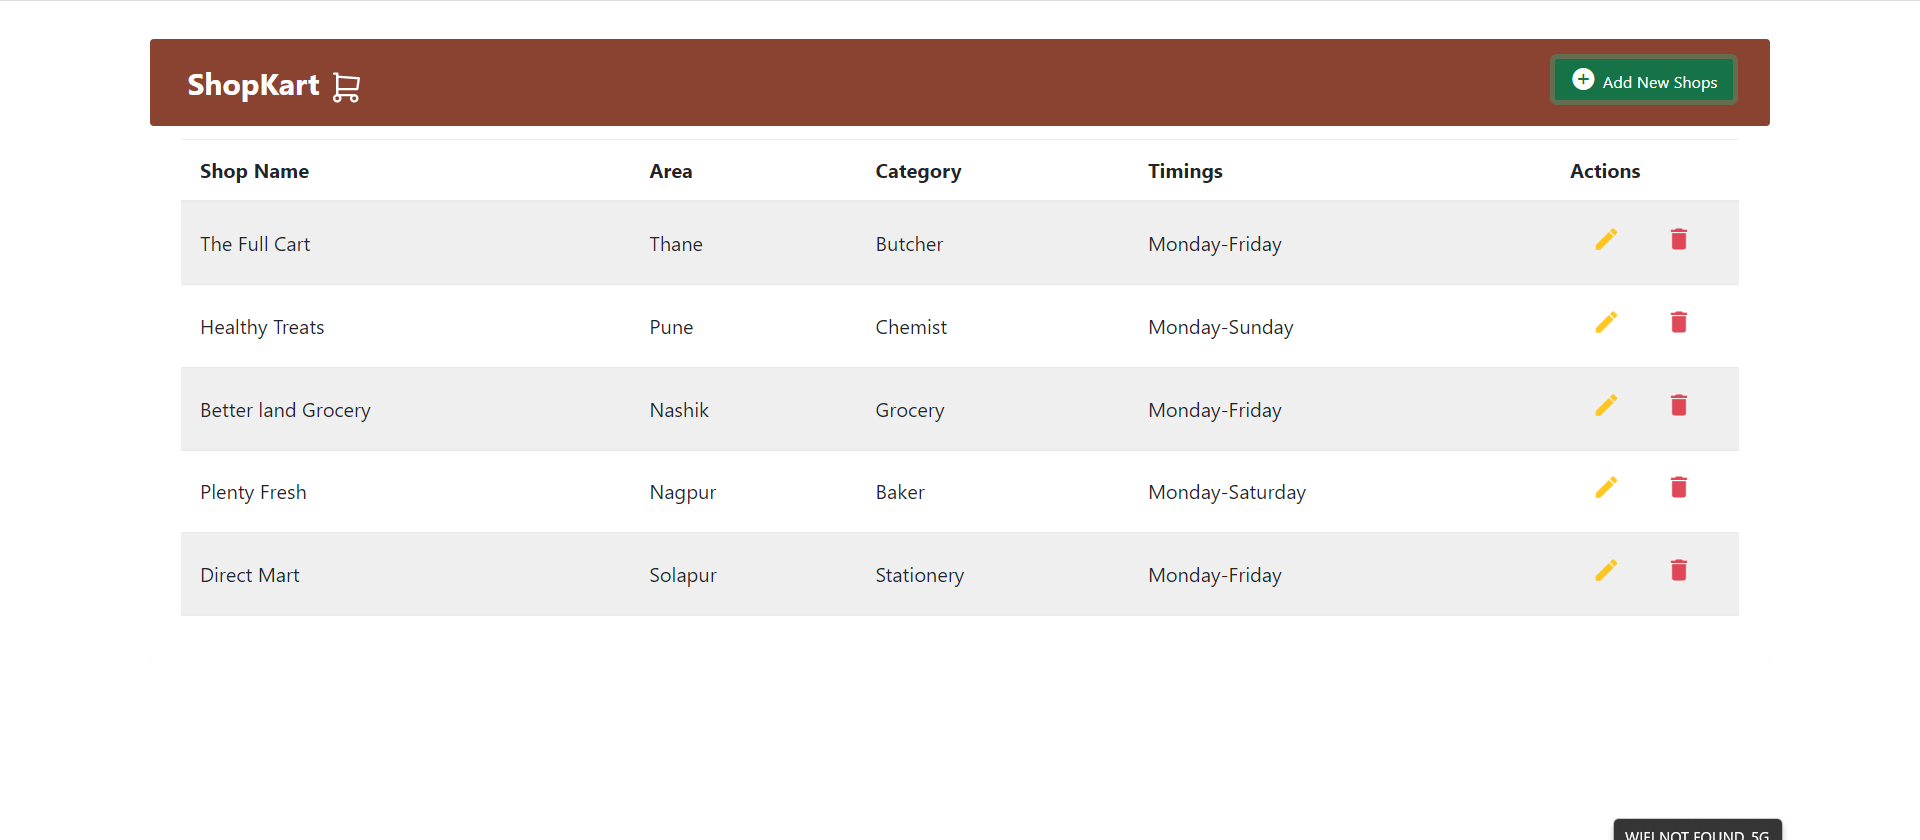 ShopKart
Add New Shops
Shop Name Area Category Timings Actions
The Full Cart Thane Butcher Monday-Friday
Healthy Treats Pune Chemist Monday-Sunday
Better land Grocery Nashik Grocery Monday-Friday
Plenty Fresh Nagpur Baker Monday-Saturday
Direct Mart Solapur Stationery Monday-Friday
WIFI NOT FOUND_5G